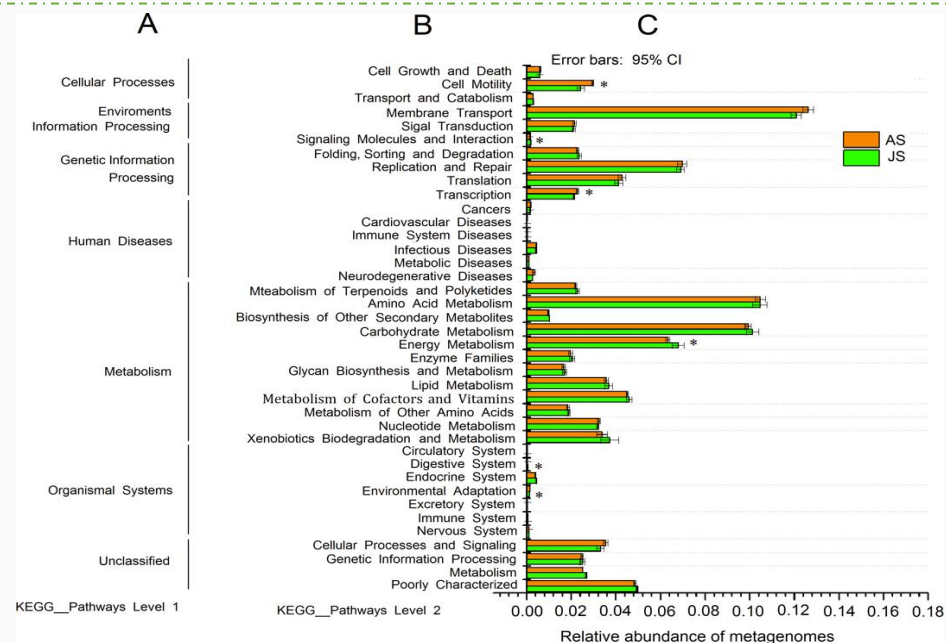 A B C
Error bars: 95% CI
Cell Growth and Death
Cellular Processes
Cell Motility
*
Transport and Catabolism
Enviroments
Information Processing
Membrane Transport
Sigal Transduction
Signaling Molecules and Interaction
*
AS
JS
Genetic Information
Processing
Folding, Sorting and Degradation
Replication and Repair
Translation
Transcription
*
Human Diseases
Cancers
Cardiovascular Diseases
Immune System Diseases
Infectious Diseases
Metabolic Diseases
Neurodegenerative Diseases
Metabolism
Mteabolism of Terpenoids and Polyketides
Amino Acid Metabolism
Biosynthesis of Other Secondary Metabolites
Carbohydrate Metabolism
Energy Metabolism
*
Enzyme Families
Glycan Biosynthesis and Metabolism
Lipid Metabolism
Metabolism of Cofactors and Vitamins
Metabolism of Other Amino Acids
Nucleotide Metabolism
Xenobiotics Biodegradation and Metabolism
Organismal Systems
Circulatory System
Digestive System
*
Endocrine System
Environmental Adaptation
*
Excretory System
Immune System
Nervous System
Unclassified
Cellular Processes and Signaling
Genetic Information Processing
Metabolism
Poorly Characterized
KEGG__Pathways Level 1
KEGG__Pathways Level 2
0.00 0.02 0.04 0.06 0.08 0.10 0.12 0.14 0.16 0.18
Relative abundance of metagenomes